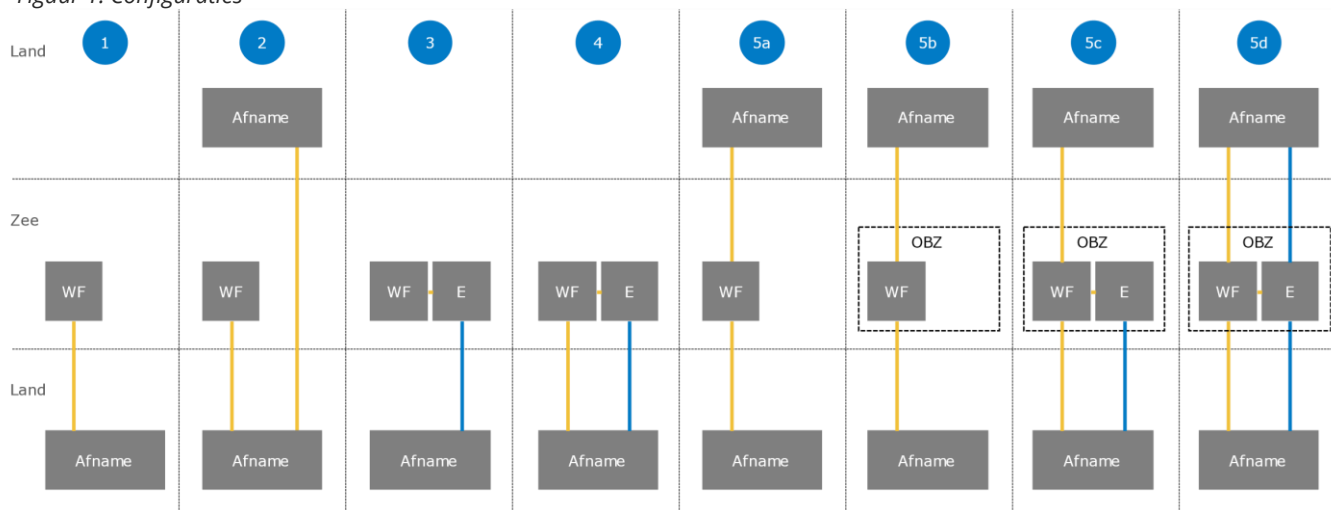 Figuur 1: Configuraties
Land 1 2 3 4 5a 5b 5c 5d
Afname Afname Afname Afname Afname
Zee
OBZ OBZ OBZ
WF WF WF E WF E WF WF WF E WF E
Land
Afname Afname Afname Afname Afname Afname Afname Afname